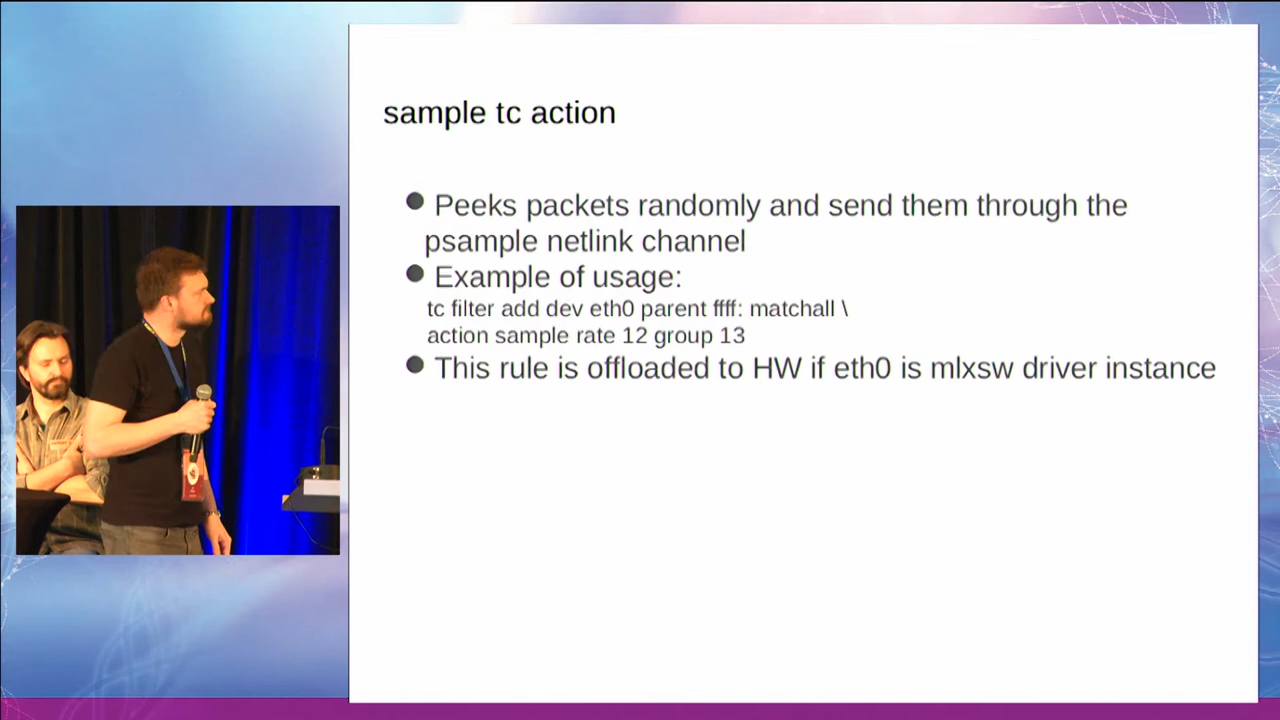 sample tc action
Peeks packets randomly and send them through the
psample netlink channel
Example of usage:
tc filter add dev eth0 parent ffff: matchall \
action sample rate 12 group 13
This rule is offloaded to HW if eth0 is mlxsw driver instance